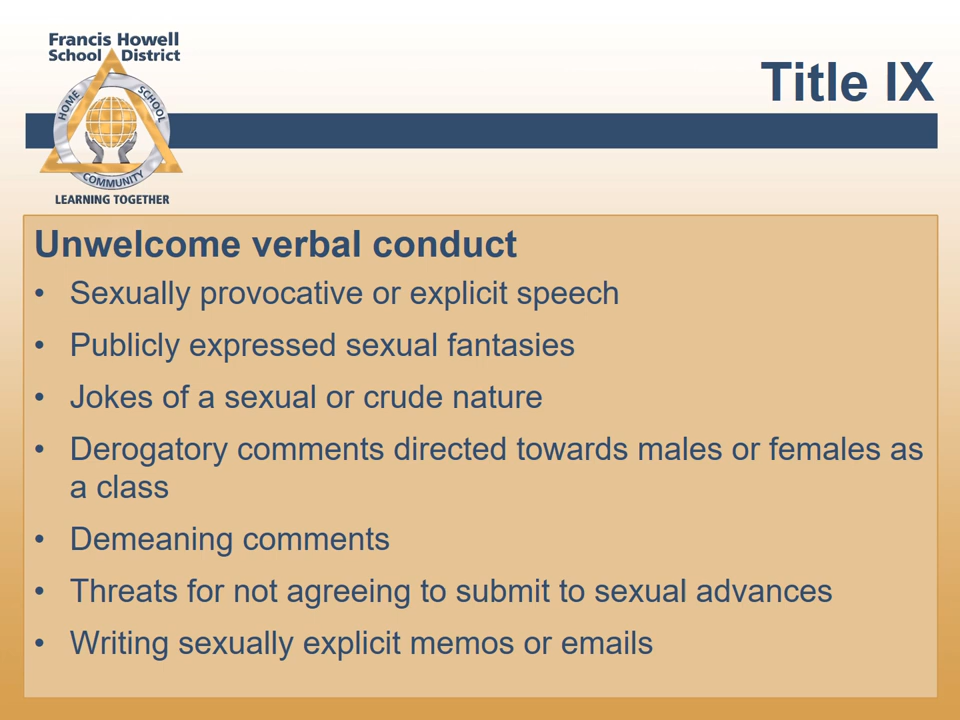 Francis Howell
School District
HOME
SCHOOL
COMMUNITY
LEARNING TOGETHER
Title IX
Unwelcome verbal conduct
• Sexually provocative or explicit speech
• Publicly expressed sexual fantasies
• Jokes of a sexual or crude nature
• Derogatory comments directed towards males or females as
a class
• Demeaning comments
• Threats for not agreeing to submit to sexual advances
• Writing sexually explicit memos or emails